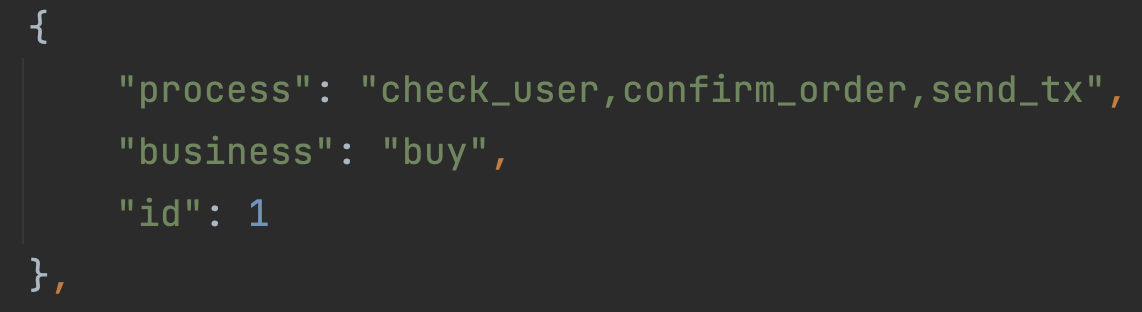 {
"process": "check_user,confirm_order,send_tx",
"business": "buy",
"id": 1
},